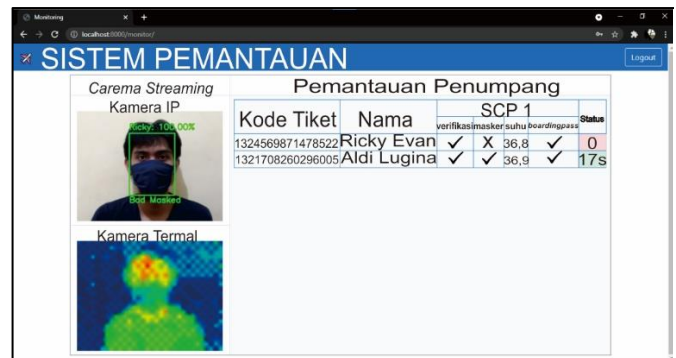 Monitoring
localhost:8000/monitor/
SISTEM PEMANTAUAN
Logout
Carema Streaming
Kamera IP
Ricky: 100.00%
Bad Masked
Kamera Termal
Pemantauan Penumpang
Kode Tiket Nama SCP 1 Status
verifikasi masker suhu boardingpass
1324569871478522 Ricky Evan ✓ X 36,8 ✓ 0
1321708260296005 Aldi Lugina ✓ ✓ 36,9 ✓ 17s